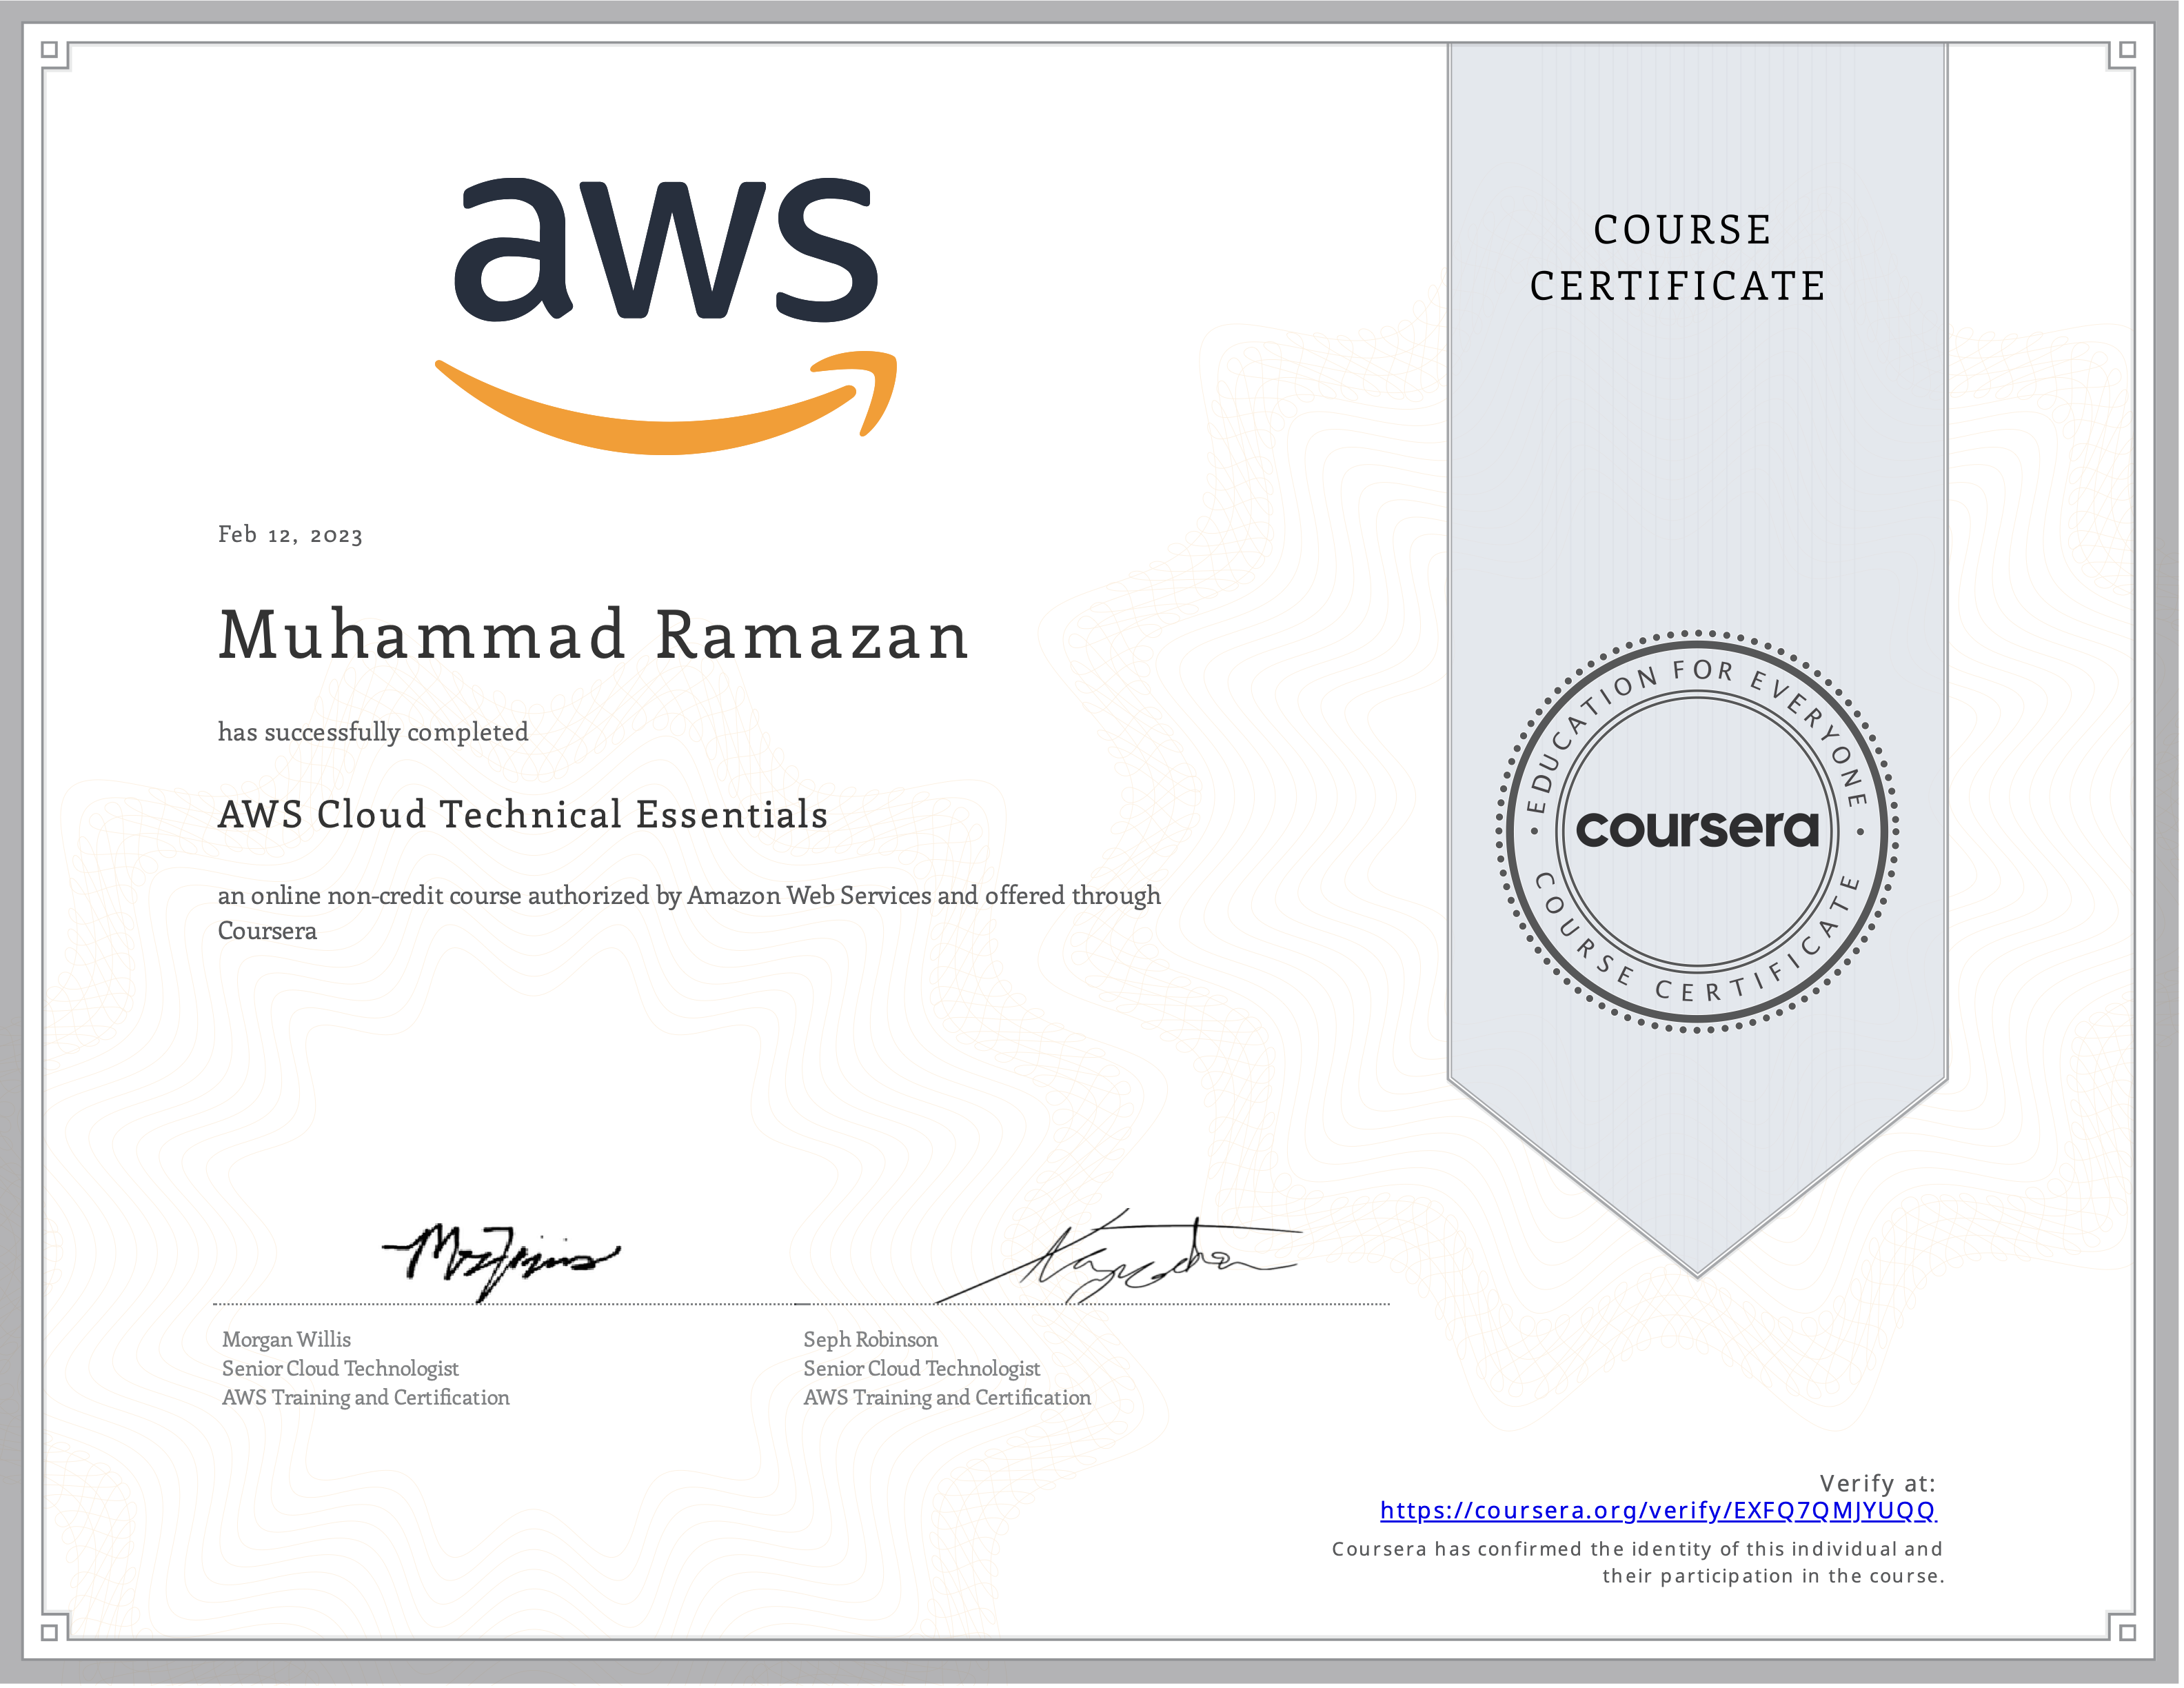 aws
COURSE
CERTIFICATE
Feb 12, 2023
Muhammad Ramazan
has successfully completed
AWS Cloud Technical Essentials
an online non-credit course authorized by Amazon Web Services and offered through
Coursera
EDUCATION FOR EVERYONE
coursera
COURSE CERTIFICATE
Morgan Willis
Senior Cloud Technologist
AWS Training and Certification
Seph Robinson
Senior Cloud Technologist
AWS Training and Certification
Verify at:
https://coursera.org/verify/EXFQ7QMJYUQQ
Coursera has confirmed the identity of this individual and
their participation in the course.